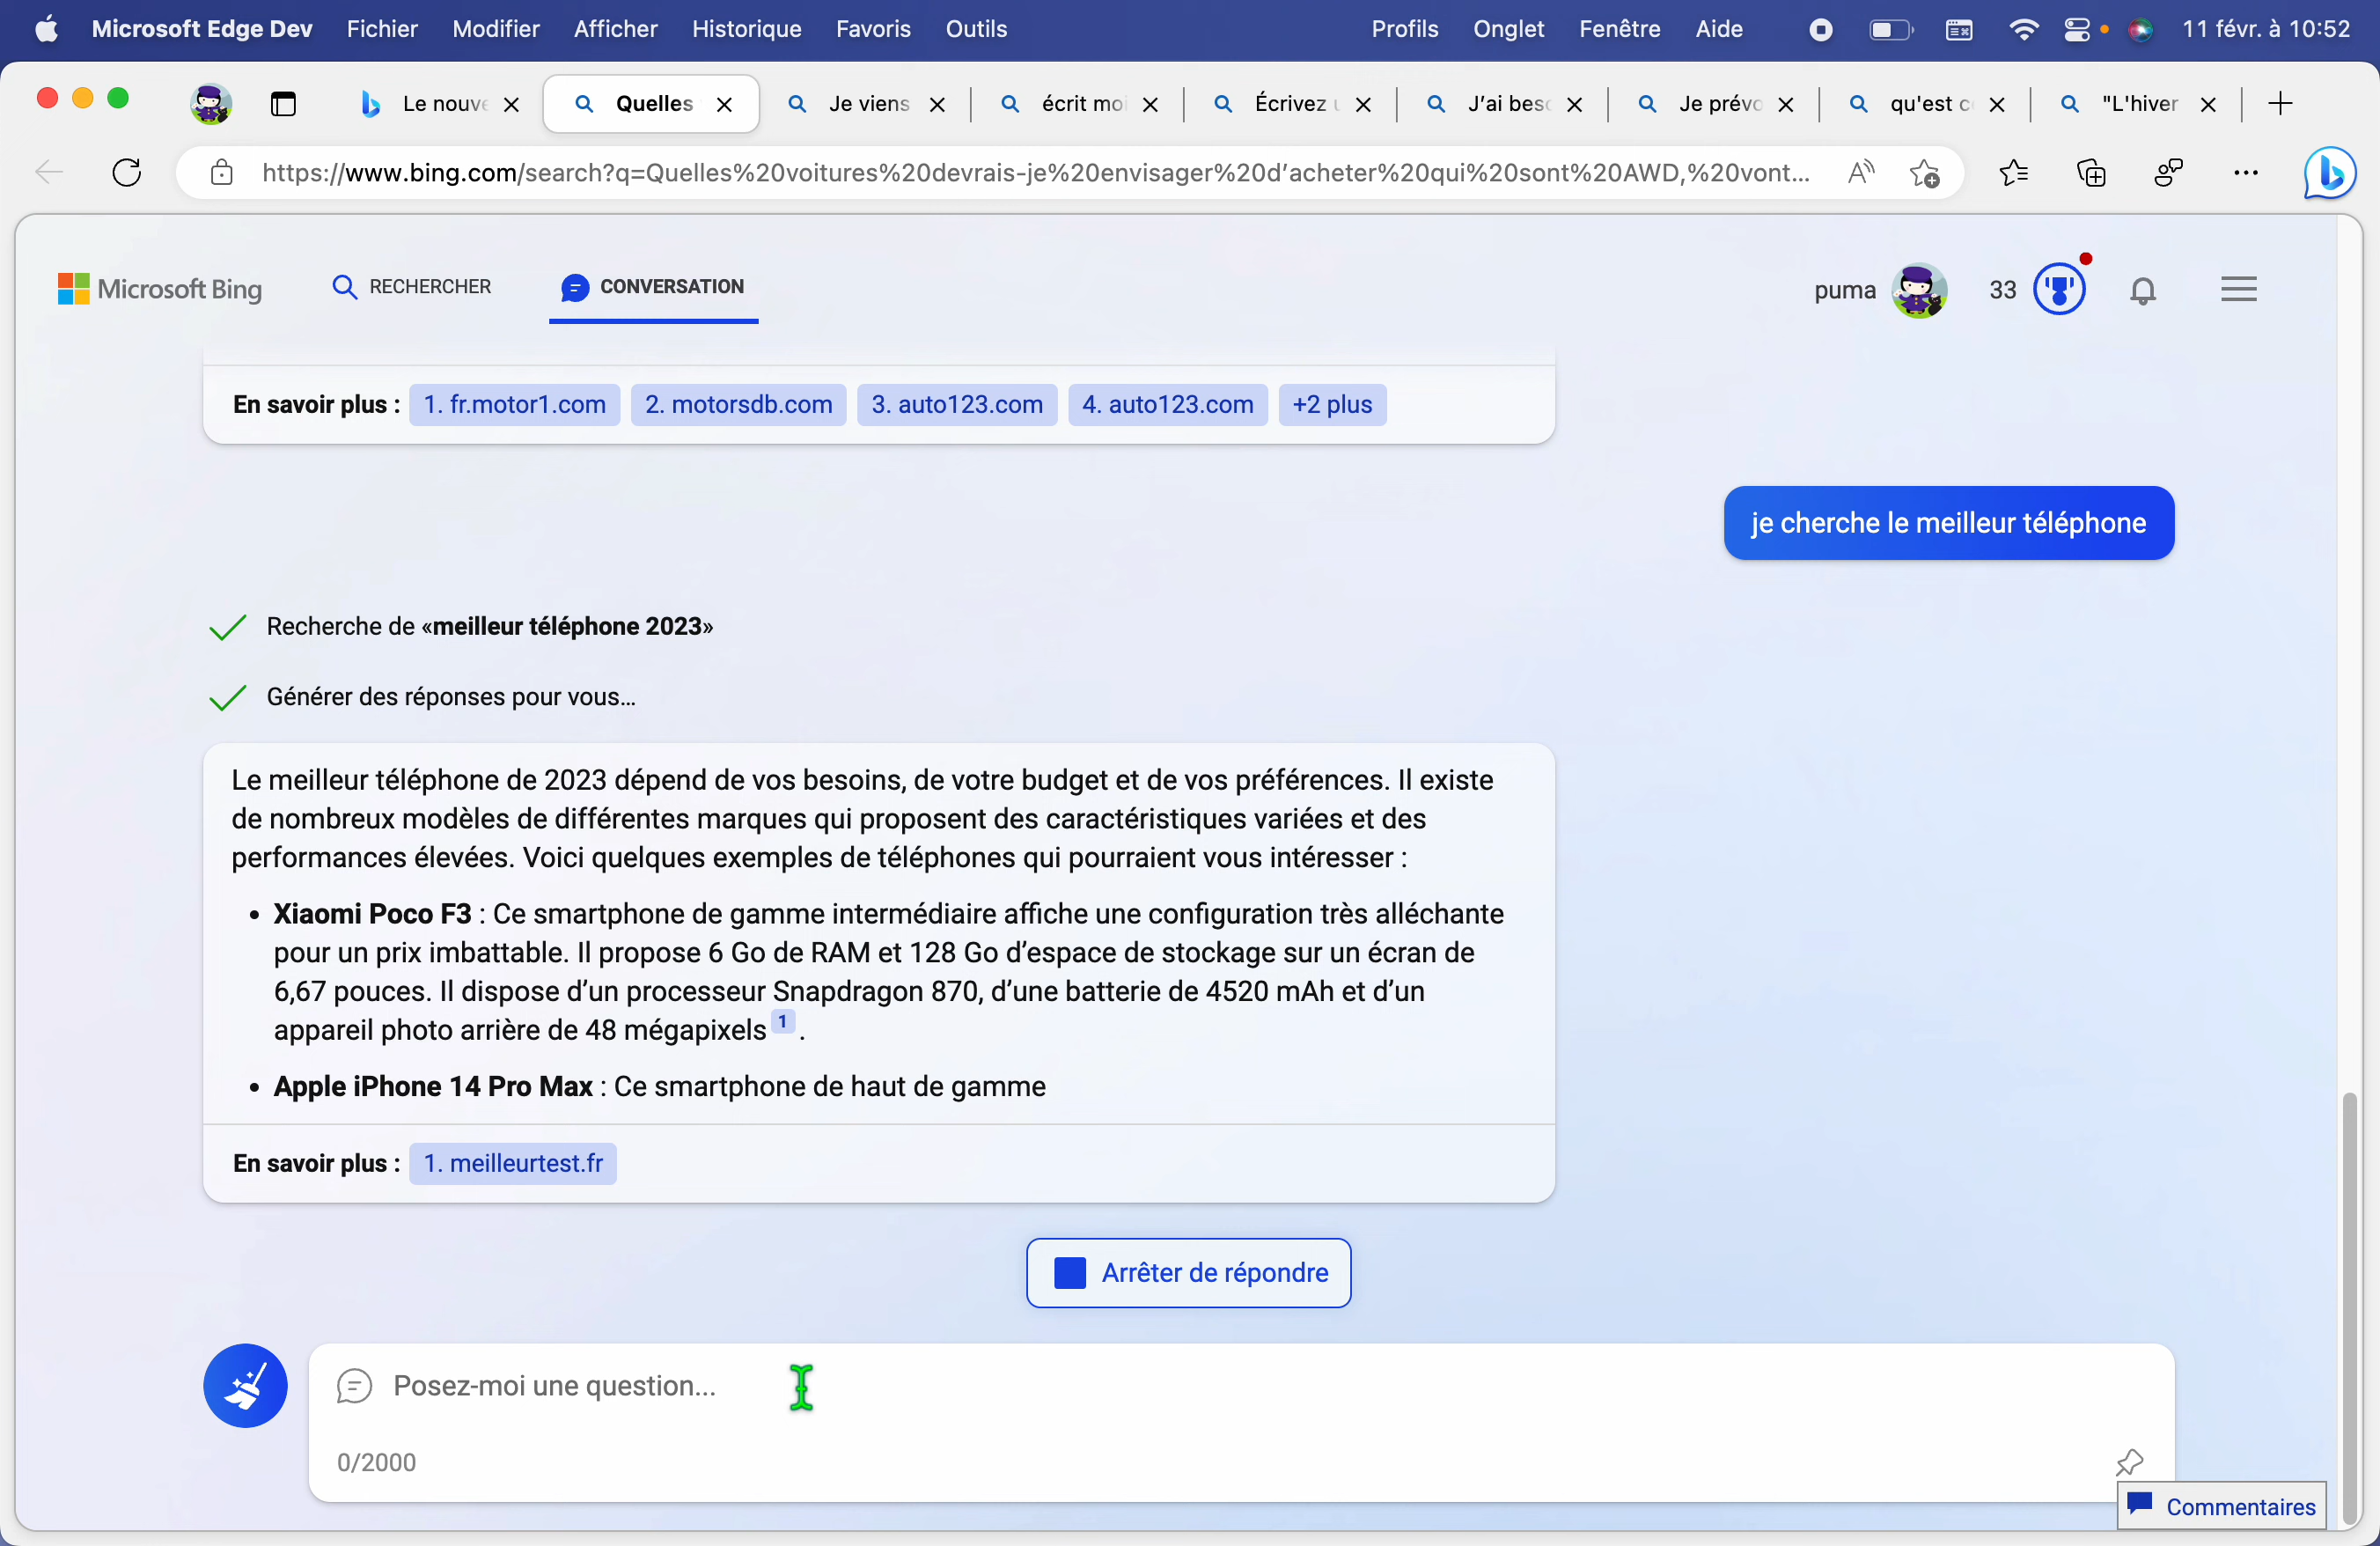 Microsoft Edge Dev Fichier Modifier Afficher Historique Favoris Outils Profils Onglet Fenêtre Aide 11 févr. à 10:52
Le nouve Quelles Je viens écrit moi Écrivez u J'ai beso Je prévo qu'est c "L'hiver
https://www.bing.com/search?q=Quelles%20voitures%20devrais-je%20envisager%20d'acheter%20qui%20sont%20AWD,%20vont...
Microsoft Bing RECHERCHER CONVERSATION puma 33
En savoir plus : 1. fr.motor1.com 2. motorsdb.com 3. auto123.com 4. auto123.com +2 plus
je cherche le meilleur téléphone
Recherche de «meilleur téléphone 2023»
Générer des réponses pour vous...
Le meilleur téléphone de 2023 dépend de vos besoins, de votre budget et de vos préférences. Il existe
de nombreux modèles de différentes marques qui proposent des caractéristiques variées et des
performances élevées. Voici quelques exemples de téléphones qui pourraient vous intéresser :
• Xiaomi Poco F3 : Ce smartphone de gamme intermédiaire affiche une configuration très alléchante
pour un prix imbattable. Il propose 6 Go de RAM et 128 Go d'espace de stockage sur un écran de
6,67 pouces. Il dispose d'un processeur Snapdragon 870, d'une batterie de 4520 mAh et d'un
appareil photo arrière de 48 mégapixels 1 .
• Apple iPhone 14 Pro Max : Ce smartphone de haut de gamme
En savoir plus : 1. meilleurtest.fr
Arrêter de répondre
Posez-moi une question...
0/2000
Commentaires